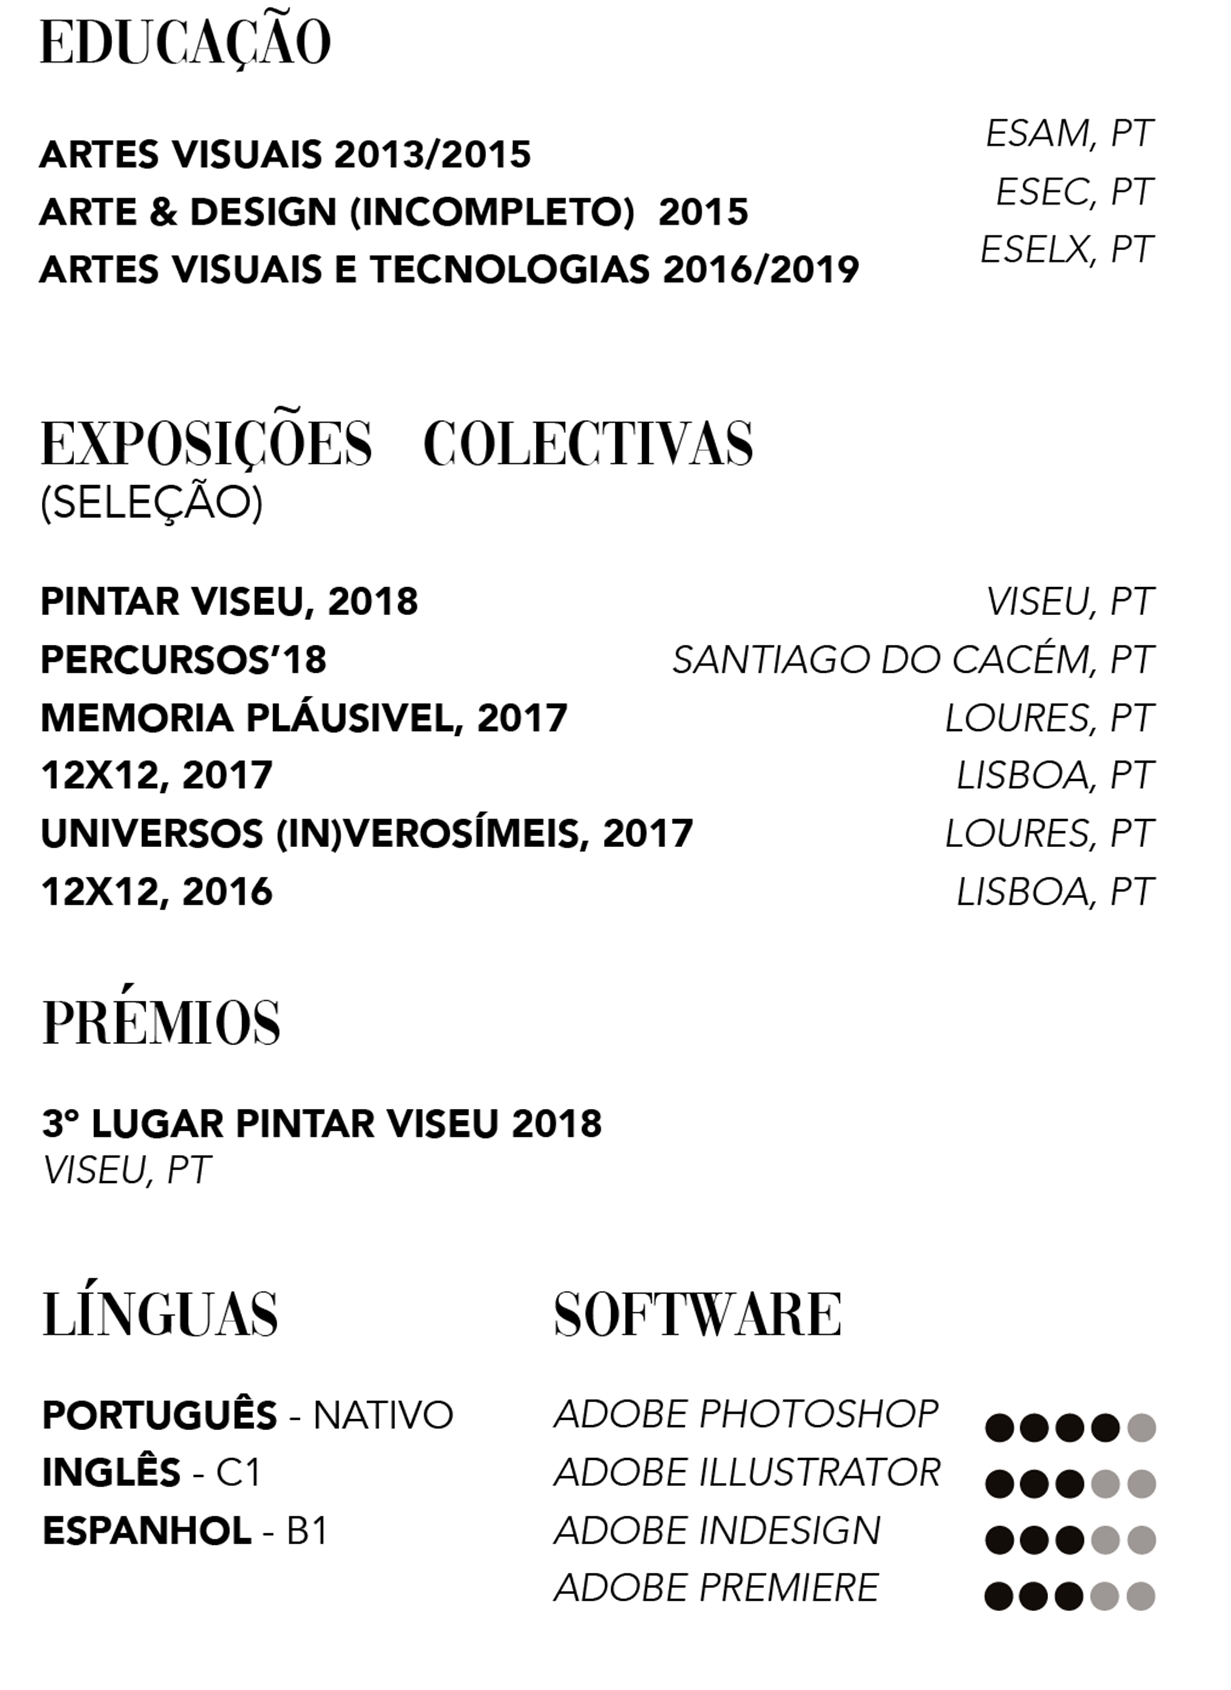 EDUCAÇÃO
ARTES VISUAIS 2013/2015 ESAM, PT
ARTE & DESIGN (INCOMPLETO) 2015 ESEC, PT
ARTES VISUAIS E TECNOLOGIAS 2016/2019 ESELX, PT
EXPOSIÇÕES COLECTIVAS
(SELEÇÃO)
PINTAR VISEU, 2018 VISEU, PT
PERCURSOS’18 SANTIAGO DO CACÉM, PT
MEMORIA PLÁUSIVEL, 2017 LOURES, PT
12X12, 2017 LISBOA, PT
UNIVERSOS (IN)VEROSÍMEIS, 2017 LOURES, PT
12X12, 2016 LISBOA, PT
PRÉMIOS
3º LUGAR PINTAR VISEU 2018
VISEU, PT
LÍNGUAS
PORTUGUÊS - NATIVO
INGLÊS - C1
ESPANHOL - B1
SOFTWARE
ADOBE PHOTOSHOP
ADOBE ILLUSTRATOR
ADOBE INDESIGN
ADOBE PREMIERE